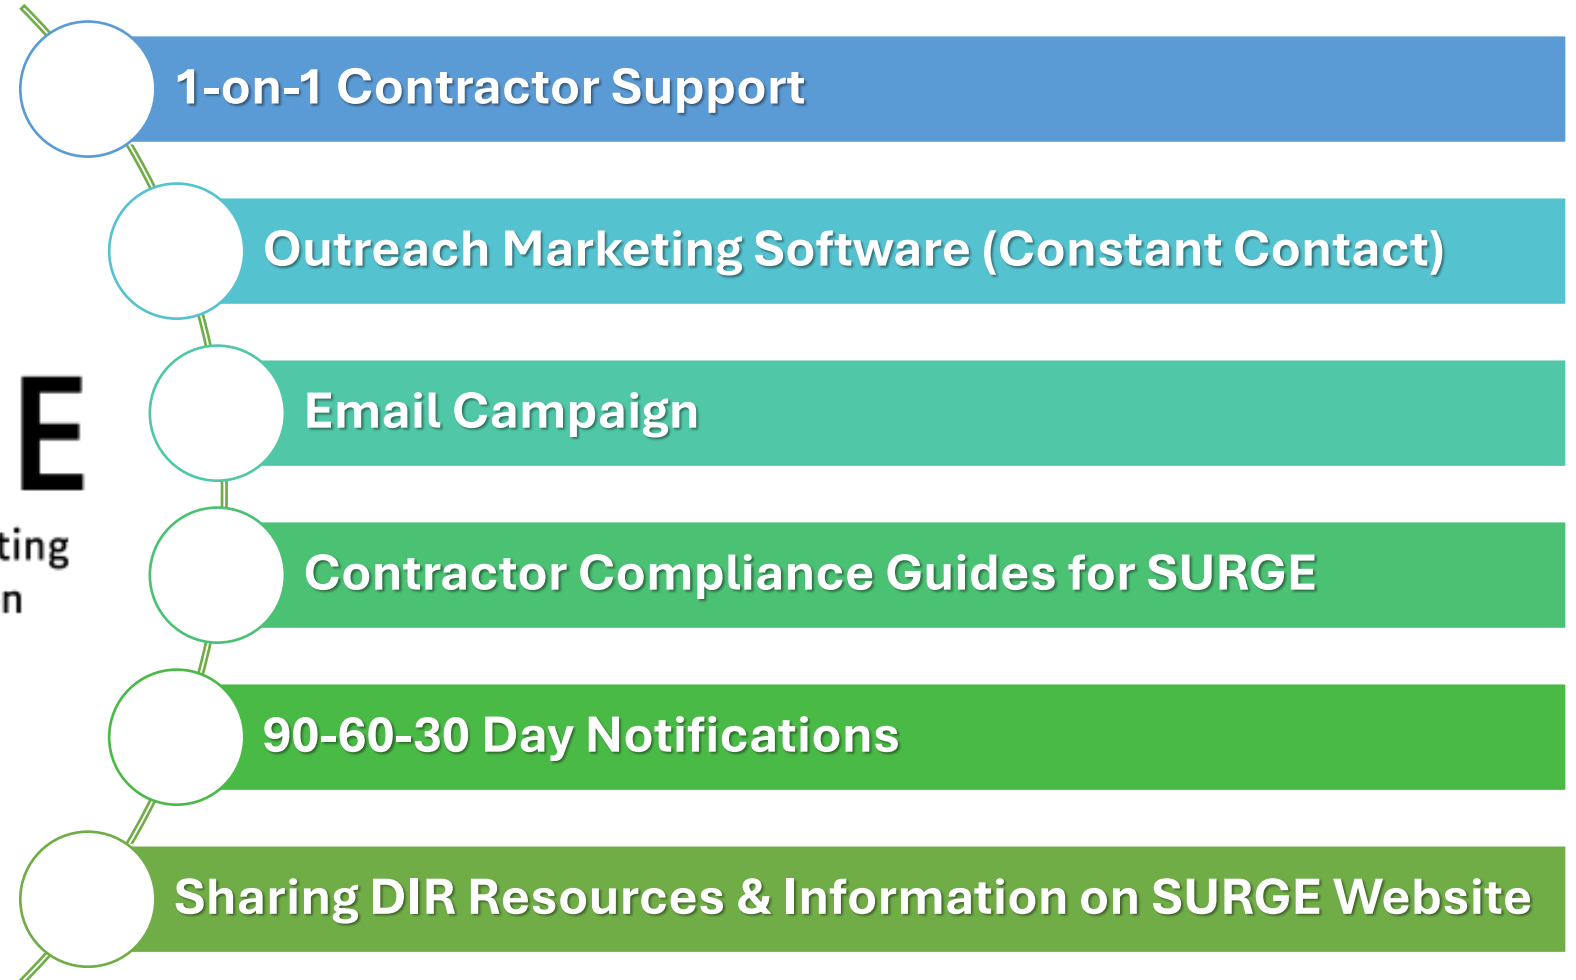 1-on-1 Contractor Support
Outreach Marketing Software (Constant Contact)
Email Campaign
E
ting
n
Contractor Compliance Guides for SURGE
90-60-30 Day Notifications
Sharing DIR Resources & Information on SURGE Website